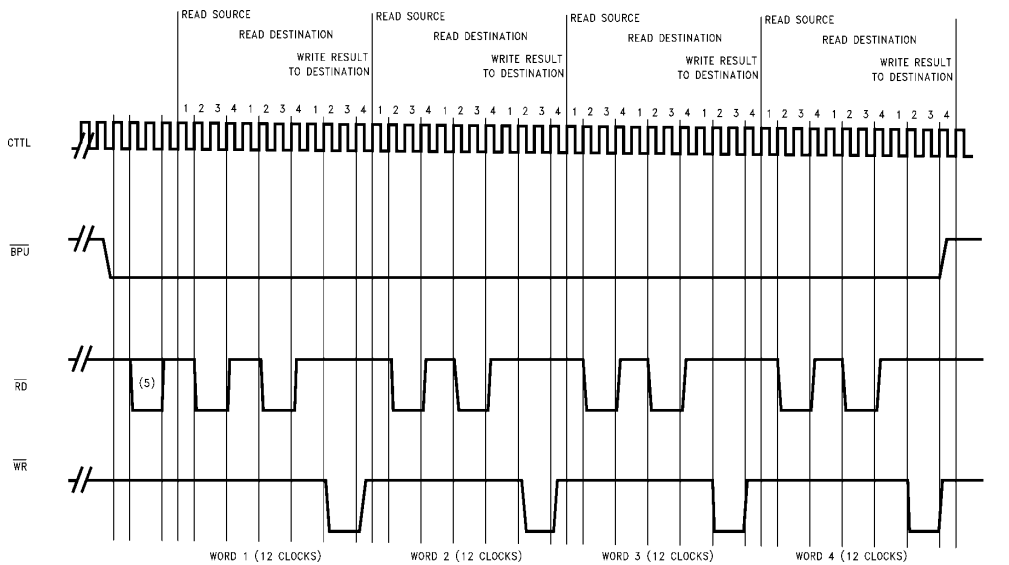 READ SOURCE READ SOURCE READ SOURCE READ SOURCE
READ DESTINATION READ DESTINATION READ DESTINATION READ DESTINATION
WRITE RESULT WRITE RESULT WRITE RESULT WRITE RESULT
TO DESTINATION TO DESTINATION TO DESTINATION TO DESTINATION
1 2 3 4 1 2 3 4 1 2 3 4 1 2 3 4 1 2 3 4 1 2 3 4 1 2 3 4 1 2 3 4 1 2 3 4 1 2 3 4 1 2 3 4 1 2 3 4
CTTL
BPU
RD (5)
WR
WORD 1 (12 CLOCKS) WORD 2 (12 CLOCKS) WORD 3 (12 CLOCKS) WORD 4 (12 CLOCKS)